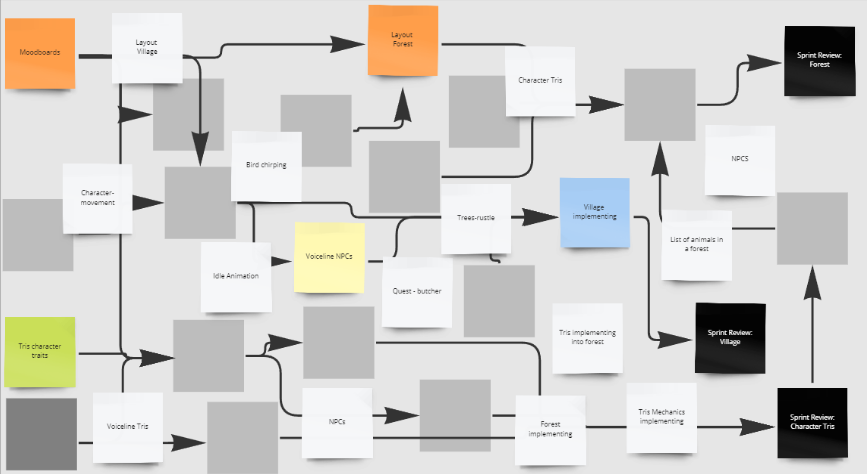 Moodboards
Layout
Village
Layout
Forest
Character Tris
Sprint Review:
Forest
Bird chirping
NPCS
Character-
movement
Trees-rustle
Village
implementing
List of animals in
a forest
Voiceline NPCs
Idle Animation
Quest - butcher
Tris implementing
into forest
Sprint Review:
Village
Tris character
traits
Voiceline Tris
NPCs
Forest
implementing
Tris Mechanics
implementing
Sprint Review:
Character Tris